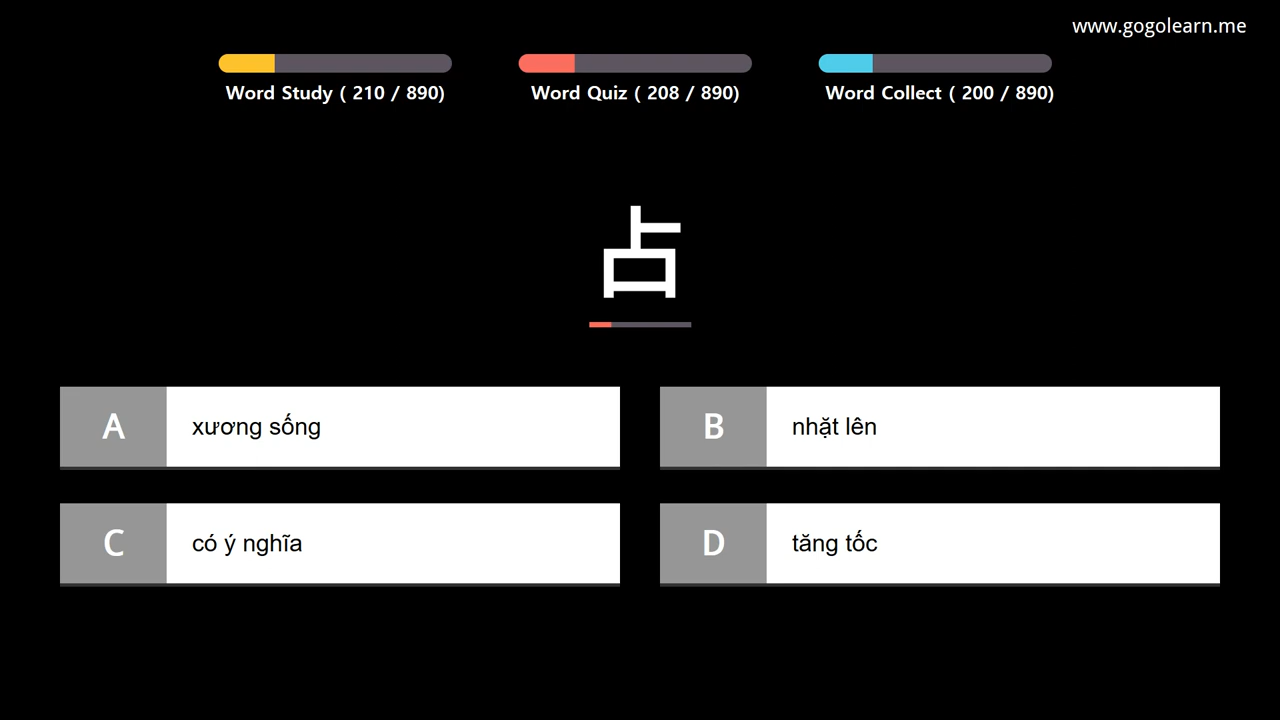 www.gogolearn.me
Word Study ( 210 / 890)
Word Quiz ( 208 / 890)
Word Collect ( 200 / 890)
占
A xương sống
B nhặt lên
C có ý nghĩa
D tăng tốc